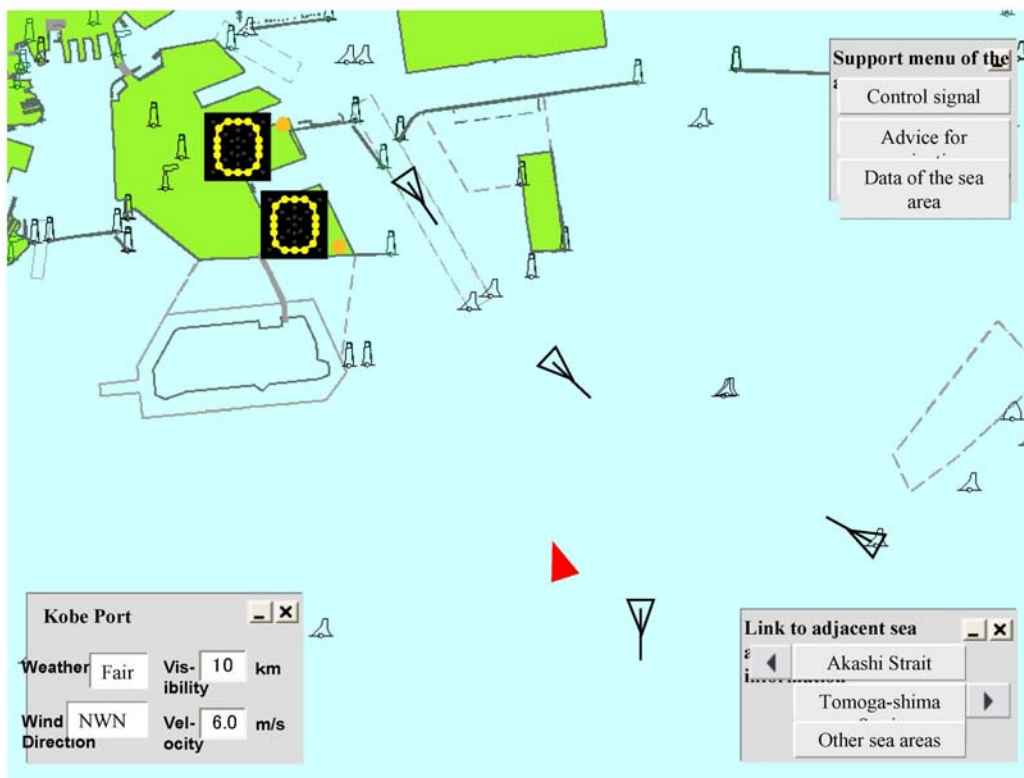 Support menu of the
Control signal
Advice for
Data of the sea
area
Kobe Port
Weather Fair Vis-
ibility 10 km
Wind
Direction NWN Vel-
ocity 6.0 m/s
Link to adjacent sea
information
Akashi Strait
Tomoga-shima
Other sea areas